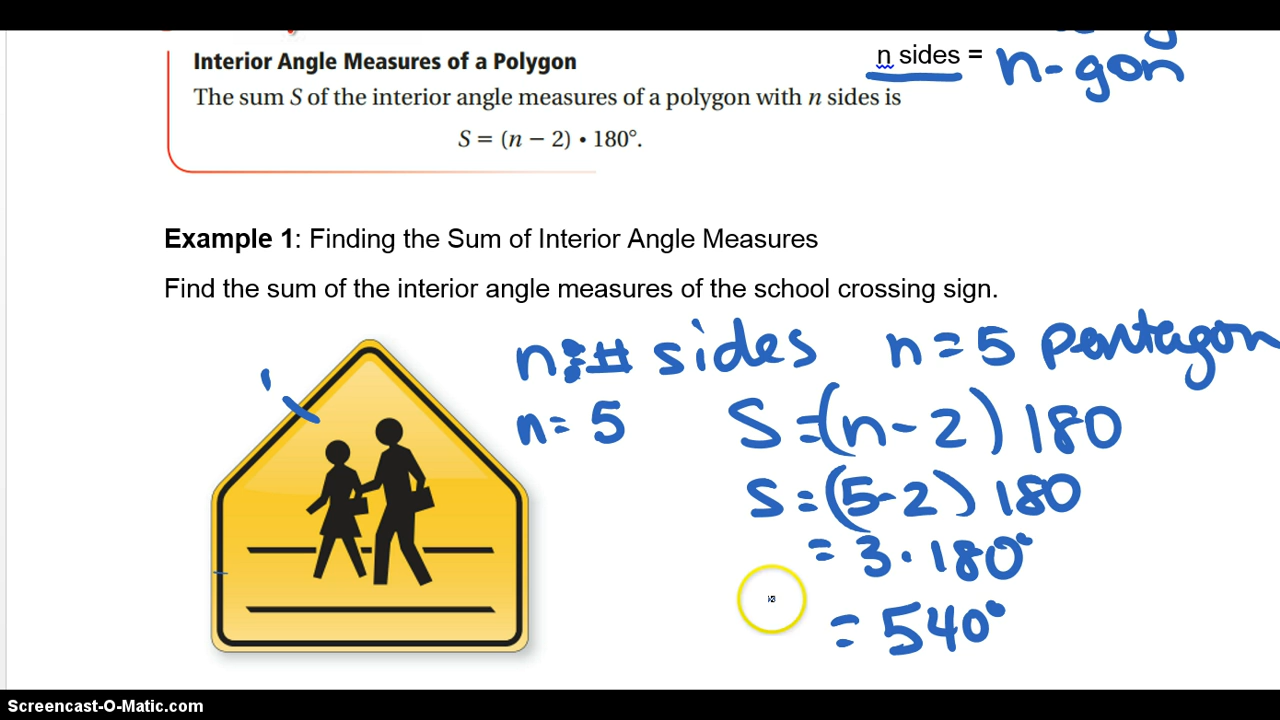 n sides =
n-gon
Interior Angle Measures of a Polygon
The sum S of the interior angle measures of a polygon with n sides is
S = (n − 2) • 180°.
Example 1: Finding the Sum of Interior Angle Measures
Find the sum of the interior angle measures of the school crossing sign.
n = # sides n = 5 pentagon
1
n = 5
S = (n - 2) 180
S = (5-2) 180
= 3 · 180°
= 540°
Screencast-O-Matic.com